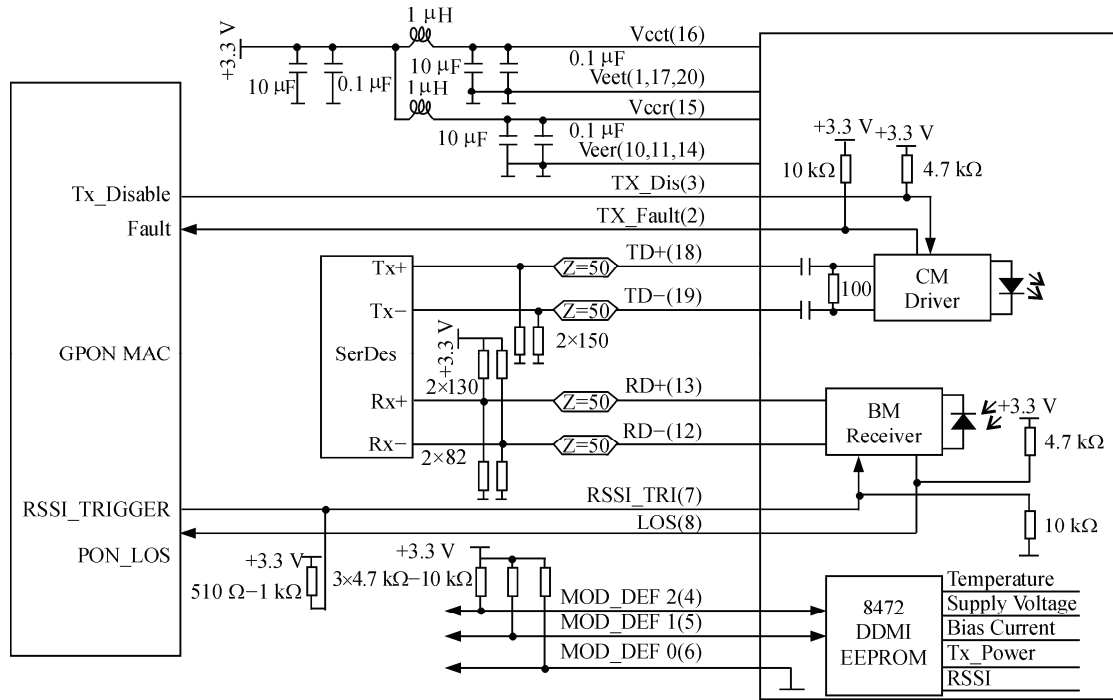 1 μH
Vcct(16)
+3.3 V
10 μF
0.1 μF
10 μF
0.1 μF
Veet(1,17,20)
1 μH
Vccr(15)
10 μF
0.1 μF
Veer(10,11,14)
+3.3 V
+3.3 V
10 kΩ
4.7 kΩ
Tx_Disable
TX_Dis(3)
Fault
TX_Fault(2)
Tx+
Z=50
TD+(18)
100
CM
Driver
Tx−
Z=50
TD−(19)
+3.3 V
2×150
GPON MAC
SerDes
2×130
Rx+
Z=50
RD+(13)
BM
Receiver
+3.3 V
4.7 kΩ
Rx−
Z=50
RD−(12)
2×82
RSSI_TRIGGER
RSSI_TRI(7)
LOS(8)
10 kΩ
PON_LOS
+3.3 V
510 Ω−1 kΩ
+3.3 V
3×4.7 kΩ−10 kΩ
MOD_DEF 2(4)
MOD_DEF 1(5)
MOD_DEF 0(6)
8472
DDMI
EEPROM
Temperature
Supply Voltage
Bias Current
Tx_Power
RSSI